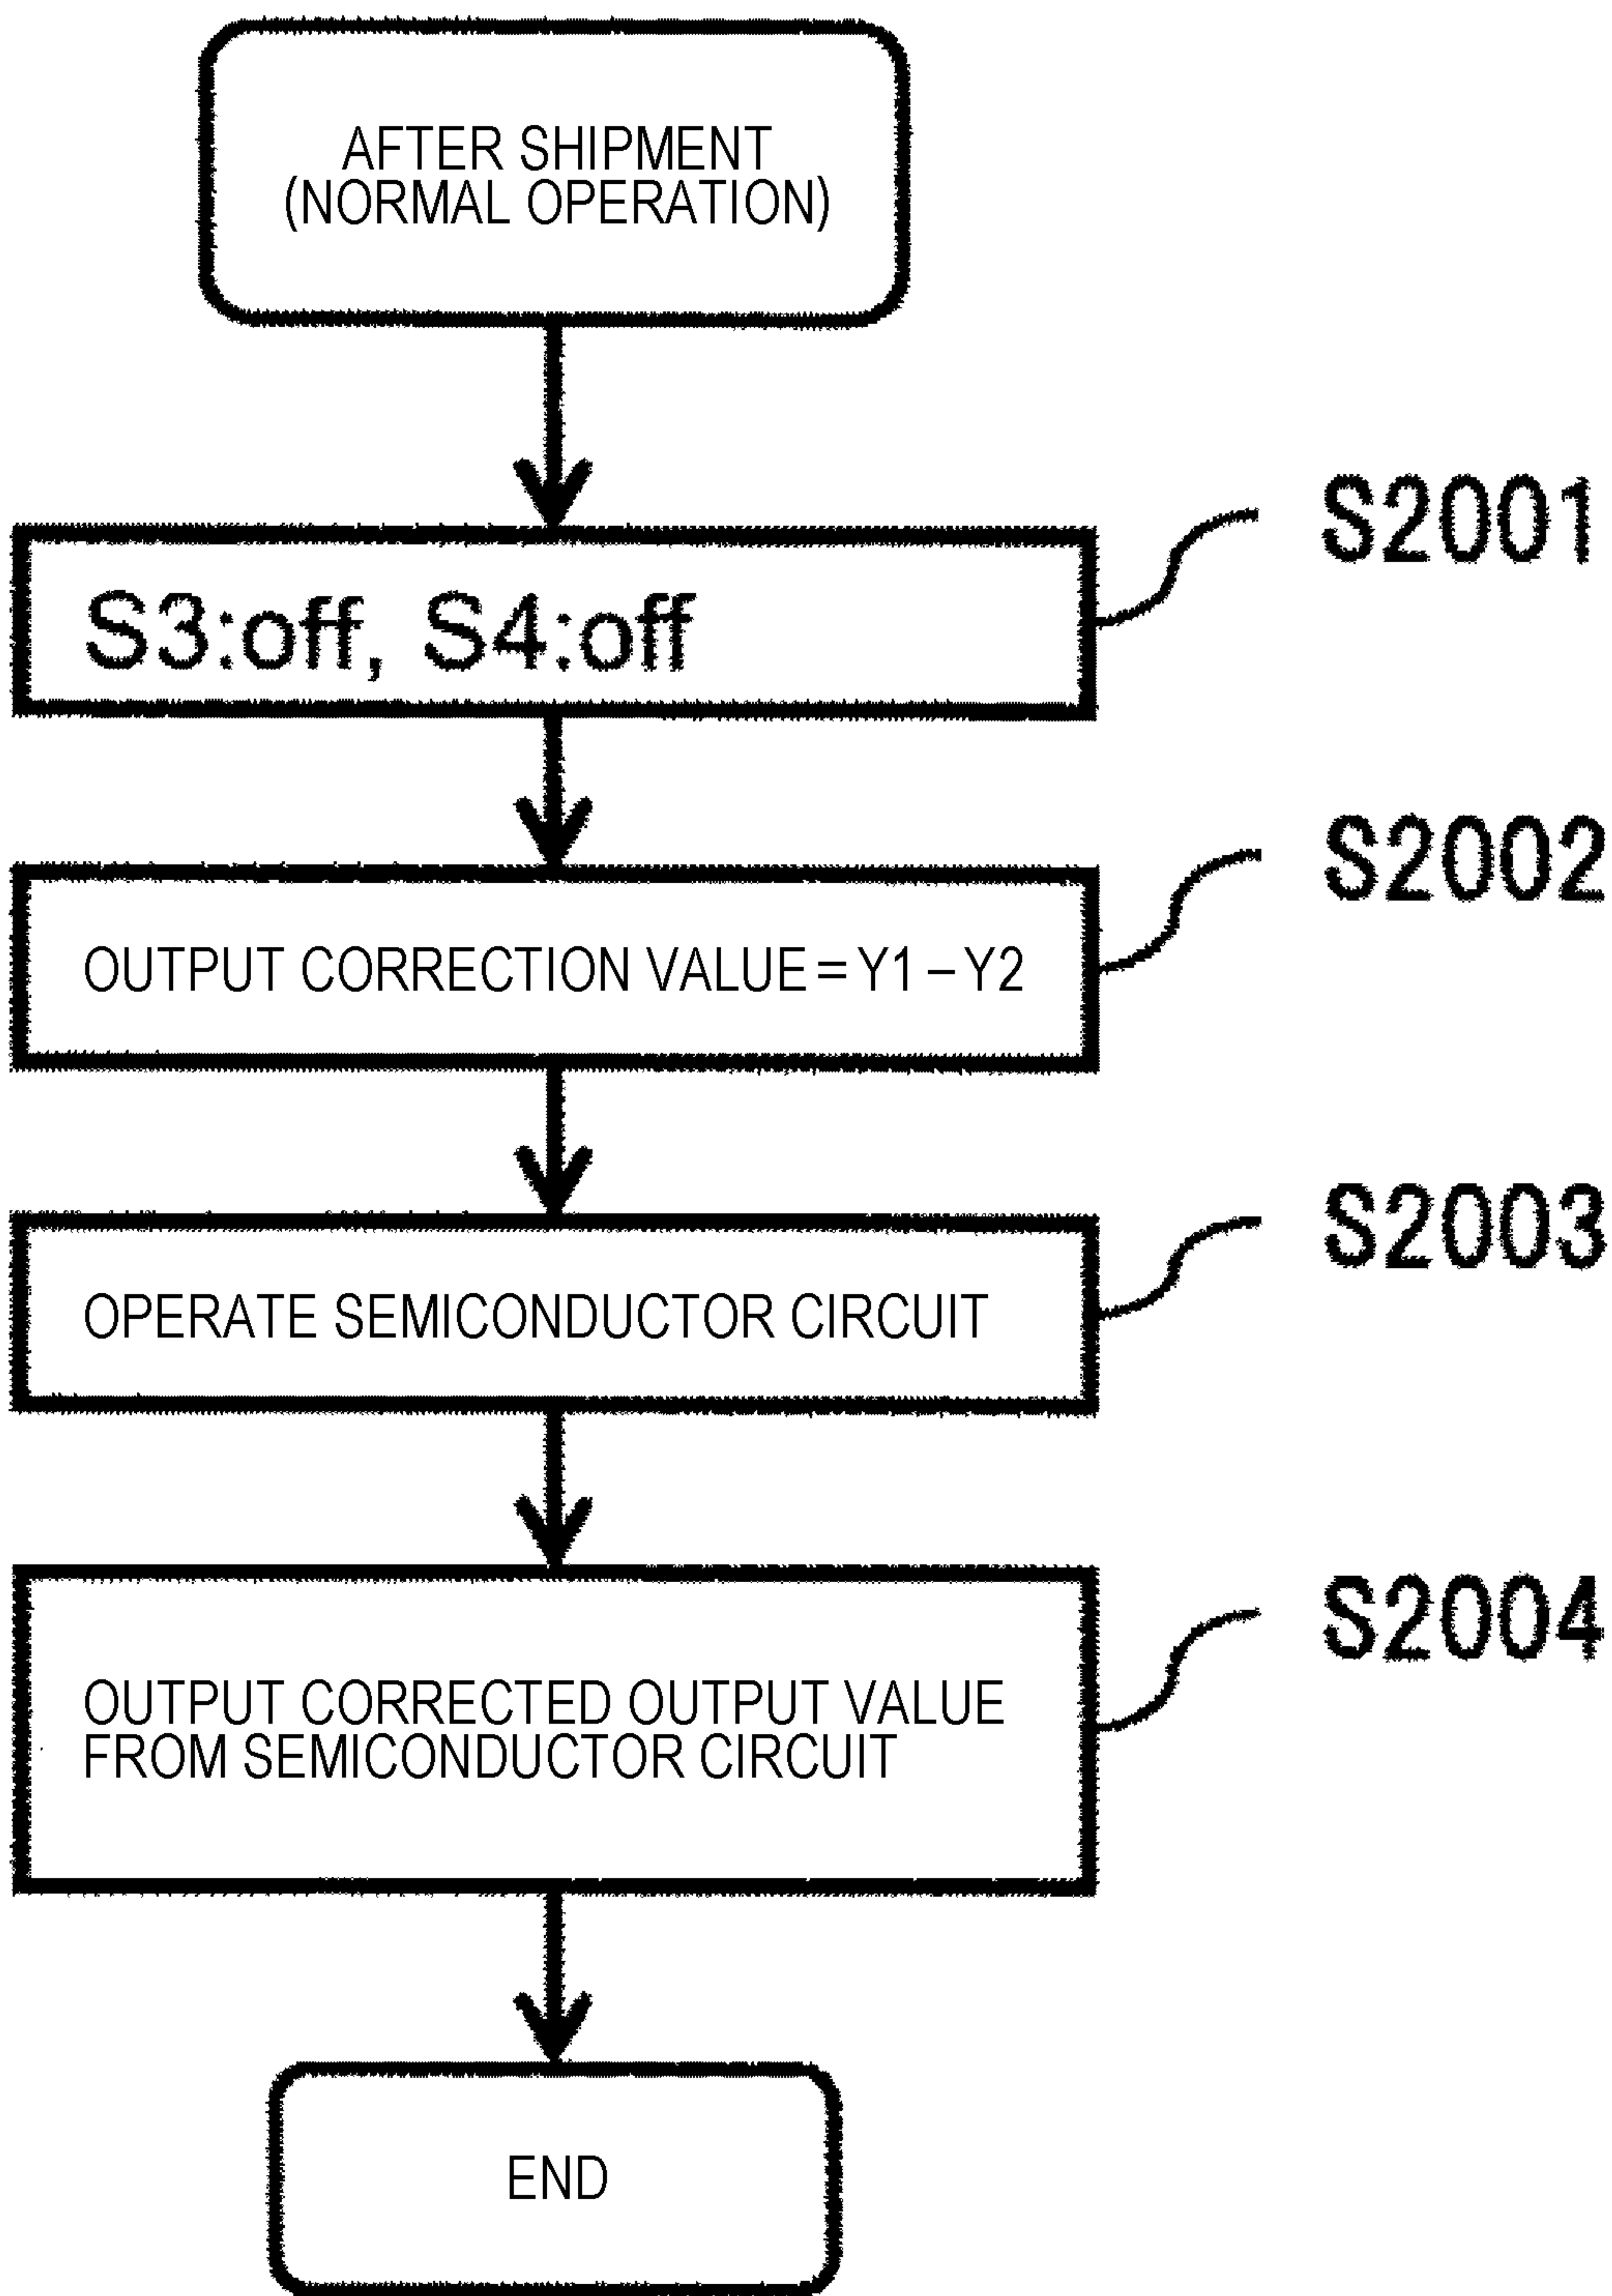 AFTER SHIPMENT
(NORMAL OPERATION)
S2001
S3:off, S4:off
S2002
OUTPUT CORRECTION VALUE = Y1 – Y2
S2003
OPERATE SEMICONDUCTOR CIRCUIT
S2004
OUTPUT CORRECTED OUTPUT VALUE
FROM SEMICONDUCTOR CIRCUIT
END